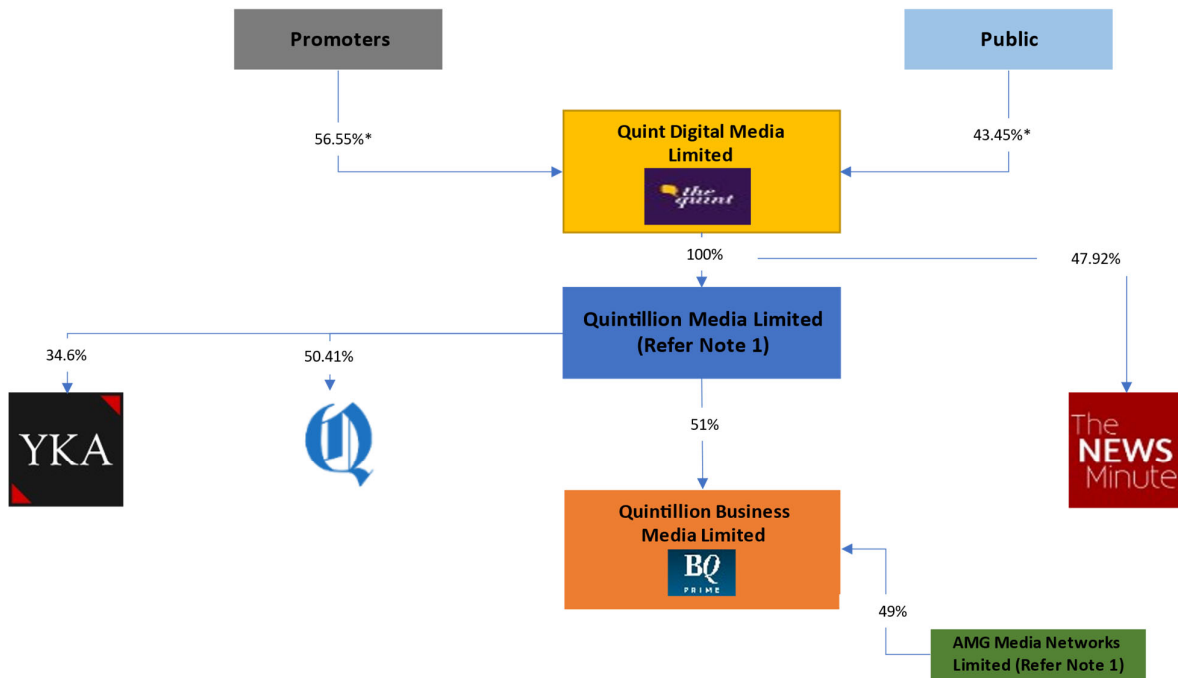 Promoters
Public
56.55%*
43.45%*
Quint Digital Media
Limited
the
quint
100%
47.92%
Quintillion Media Limited
(Refer Note 1)
34.6%
50.41%
YKA
Q
51%
The
NEWS
Minute
Quintillion Business
Media Limited
BQ
PRIME
49%
AMG Media Networks
Limited (Refer Note 1)